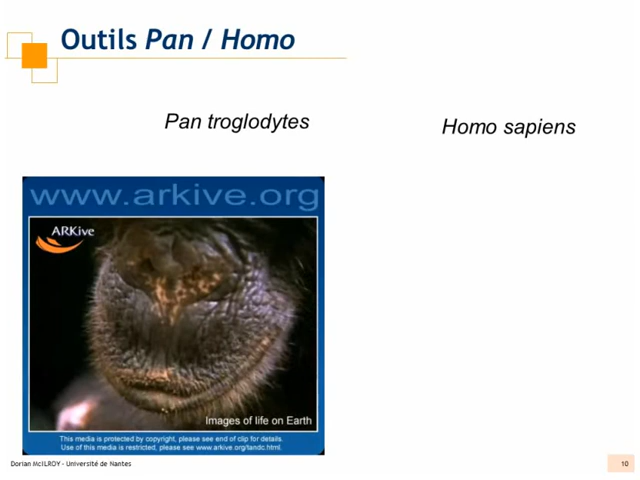 Outils Pan / Homo
Pan troglodytes
Homo sapiens
www.arkive.org
ARKive
Images of life on Earth
This media is protected by copyright, please see end of clip for details.
Use of this media is restricted, please see www.arkive.org/tandc.html.
Dorian McILROY - Université de Nantes
10